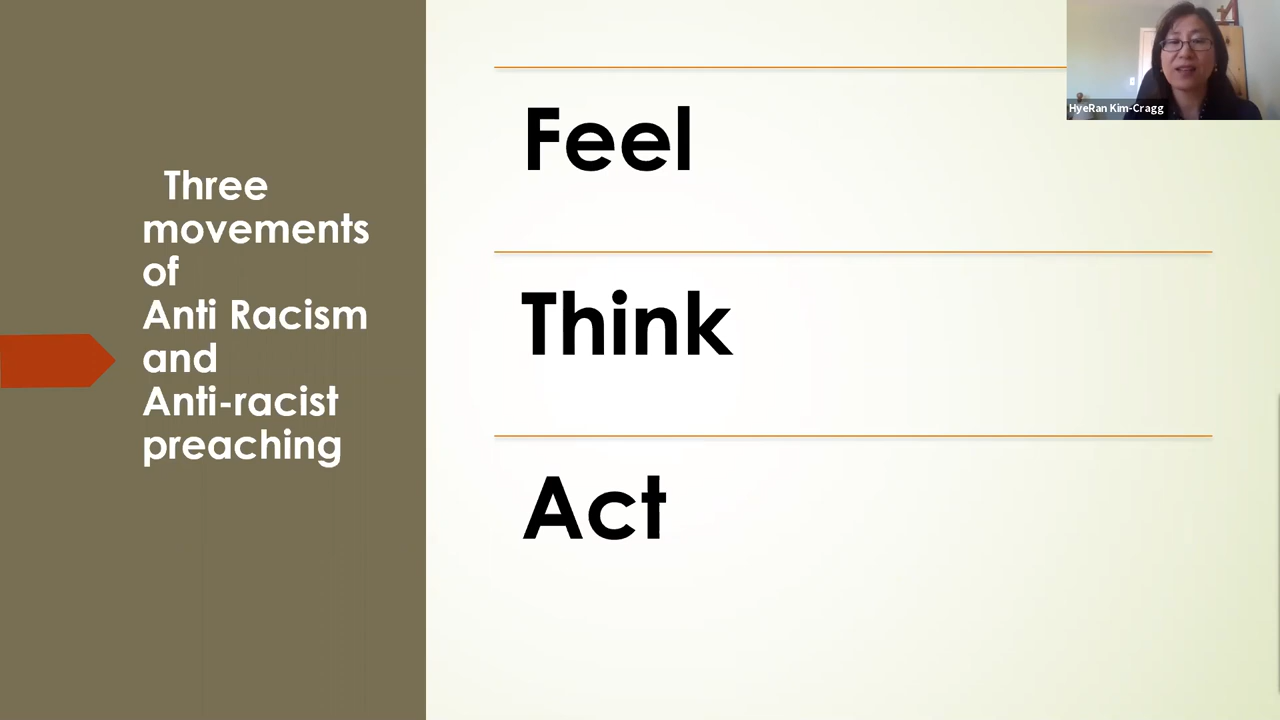 Three
movements
of
Anti Racism
and
Anti-racist
preaching
Feel
Think
Act
HyeRan Kim-Cragg